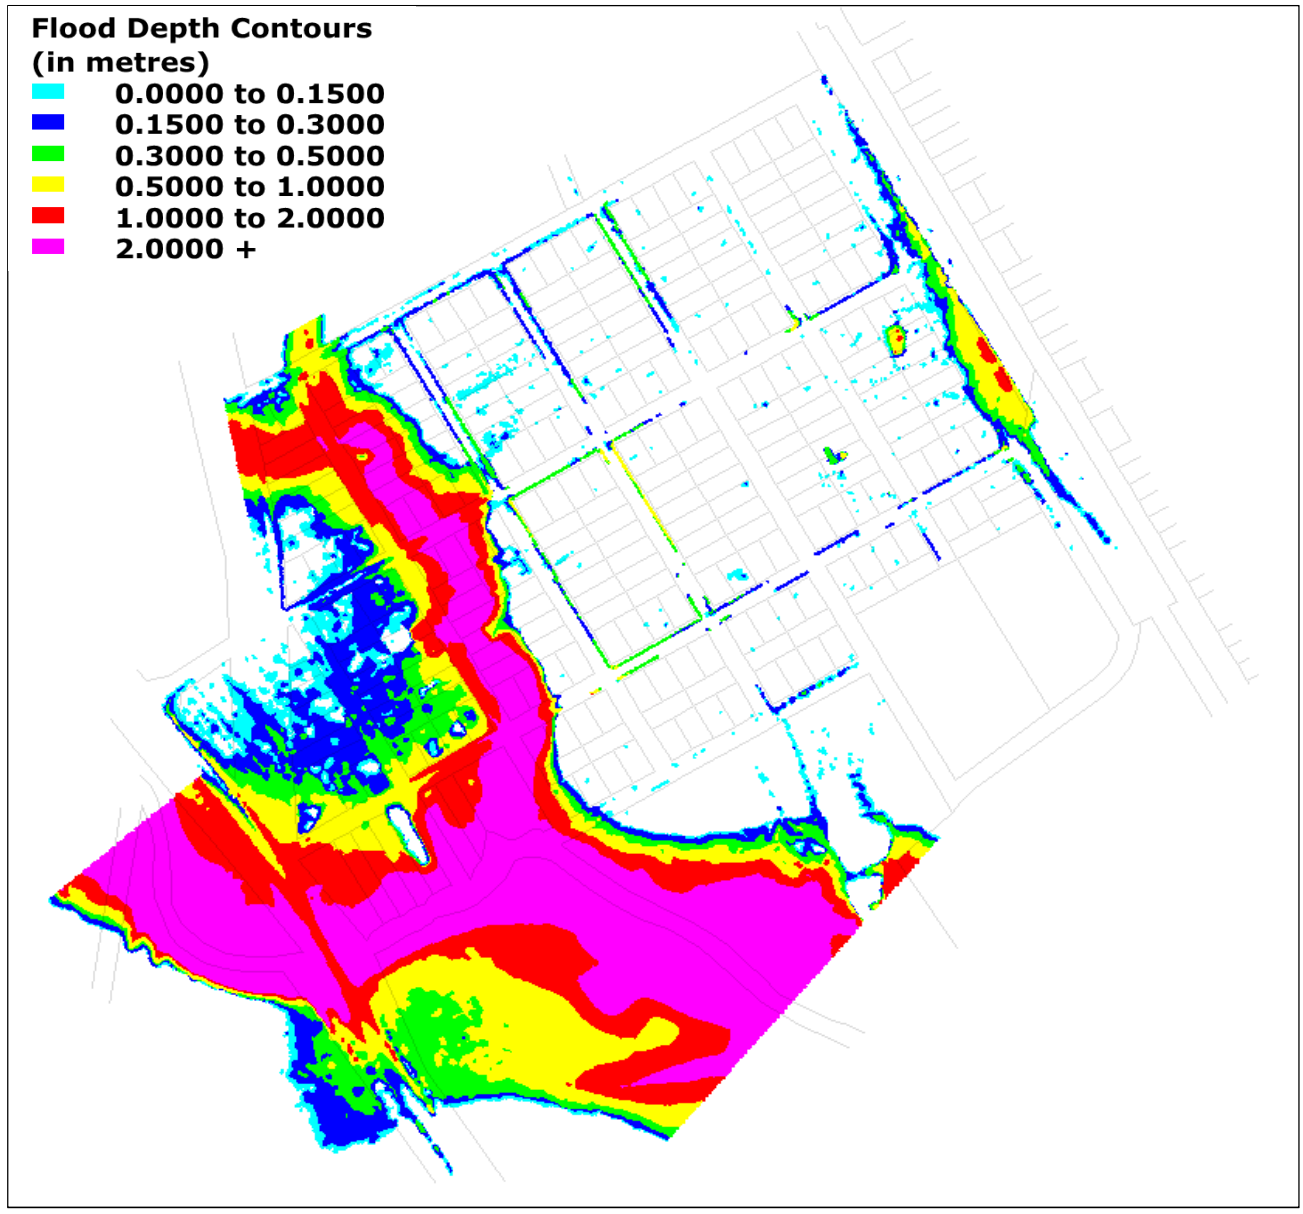 Flood Depth Contours
(in metres)
0.0000 to 0.1500
0.1500 to 0.3000
0.3000 to 0.5000
0.5000 to 1.0000
1.0000 to 2.0000
2.0000 +